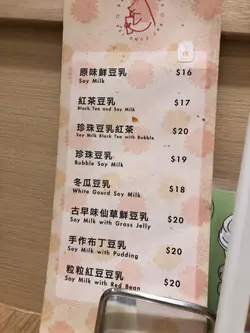 原味鮮豆乳 $16
Soy Milk
紅茶豆乳 $17
Black Tea and Soy Milk
珍珠豆乳紅茶 $20
Soy Milk Black Tea with Bubble
珍珠豆乳 $19
Bubble Soy Milk
冬瓜豆乳 $18
White Gourd Soy Milk
古早味仙草鮮豆乳 $20
Soy Milk with Grass Jelly
手作布丁豆乳 $20
Soy Milk with Pudding
粒粒紅豆豆乳 $20
Soy Milk with Red Bean